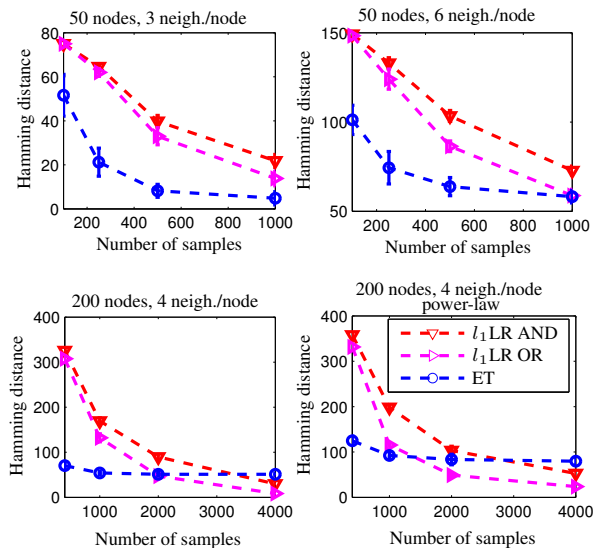 50 nodes, 3 neigh./node
80
60
40
20
0
200 400 600 800 1000
Hamming distance
Number of samples
50 nodes, 6 neigh./node
150
100
50
200 400 600 800 1000
Hamming distance
Number of samples
200 nodes, 4 neigh./node
400
300
200
100
0
1000 2000 3000 4000
Hamming distance
Number of samples
200 nodes, 4 neigh./node
power-law
400
300
200
100
0
1000 2000 3000 4000
Hamming distance
Number of samples
l₁LR AND
l₁LR OR
ET